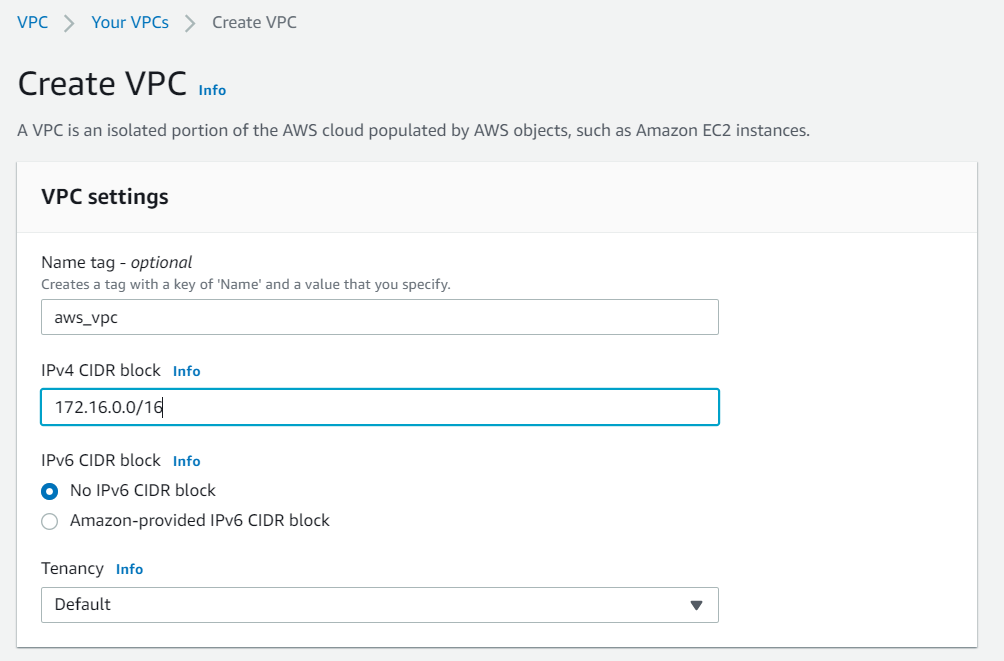 VPC > Your VPCs > Create VPC
Create VPC Info
A VPC is an isolated portion of the AWS cloud populated by AWS objects, such as Amazon EC2 instances.
VPC settings
Name tag - optional
Creates a tag with a key of 'Name' and a value that you specify.
aws_vpc
IPv4 CIDR block Info
172.16.0.0/16
IPv6 CIDR block Info
No IPv6 CIDR block
Amazon-provided IPv6 CIDR block
Tenancy Info
Default